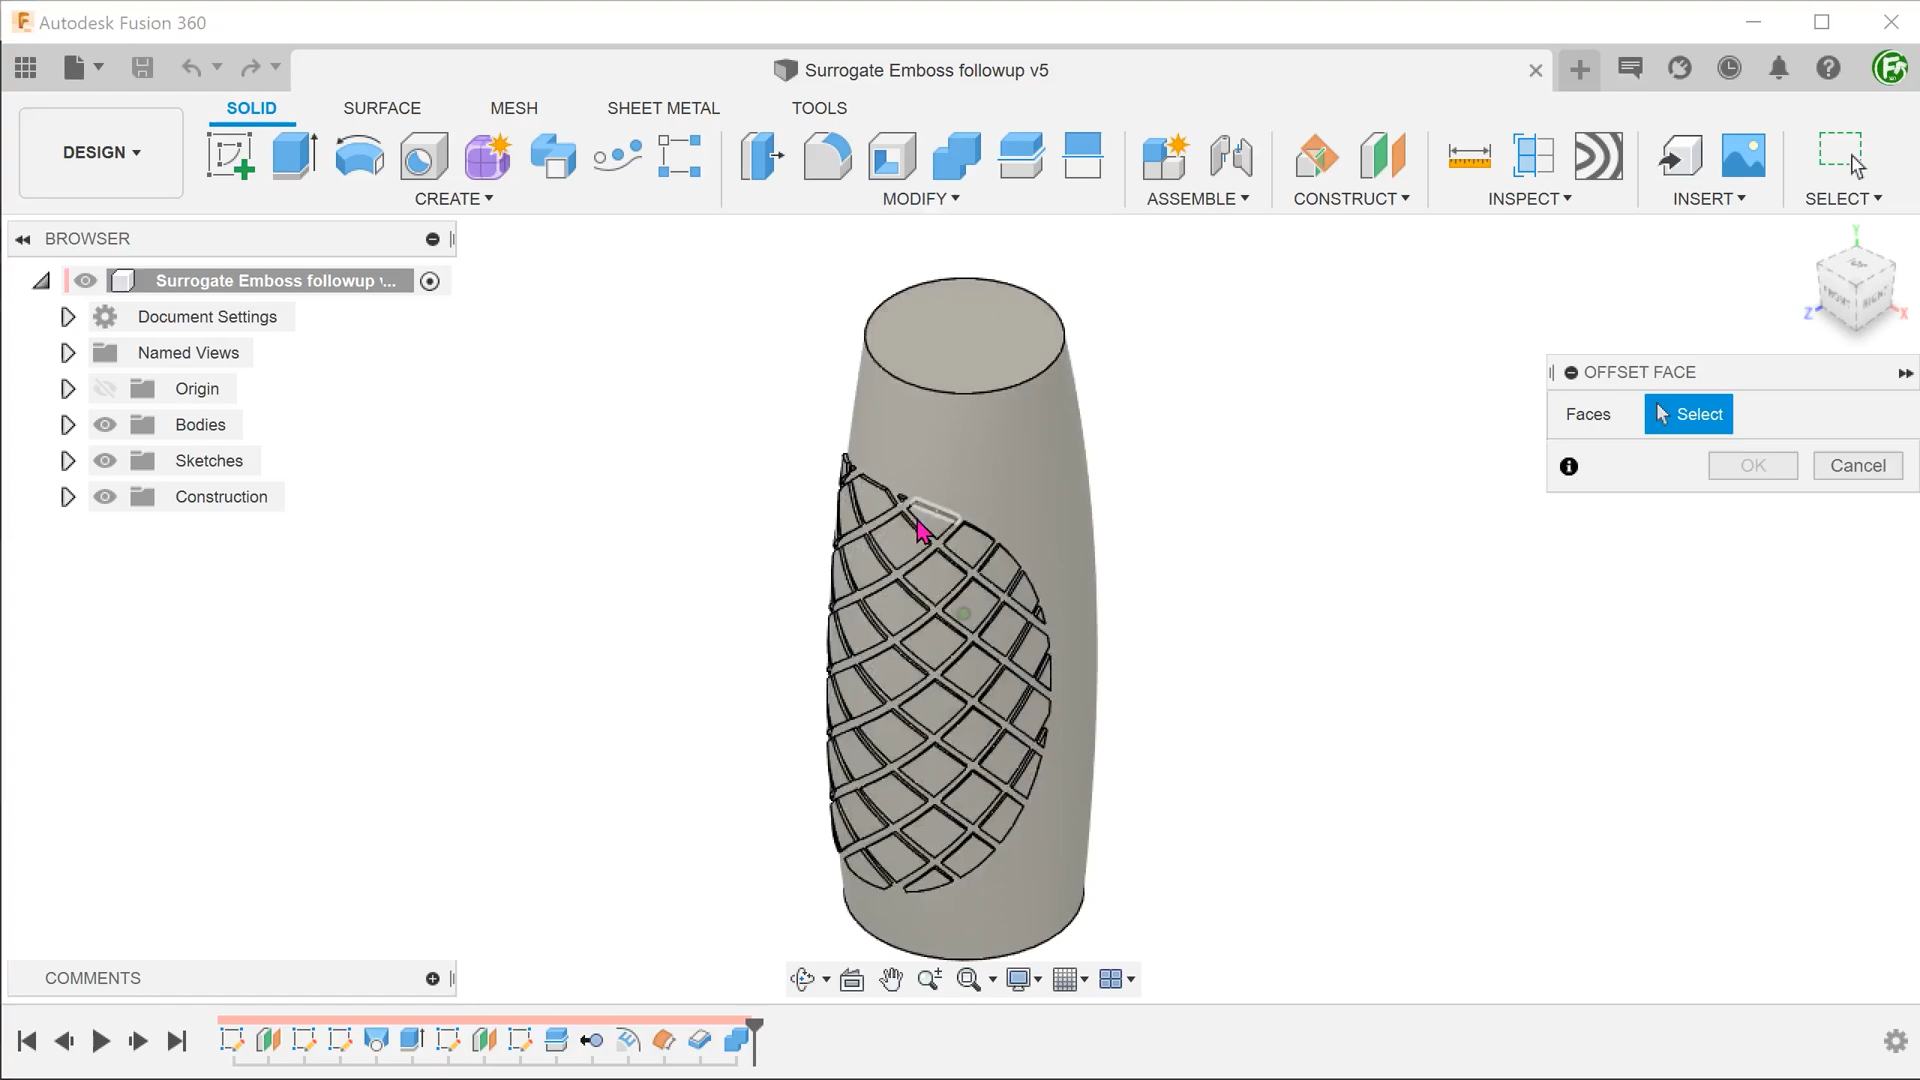 Autodesk Fusion 360
Surrogate Emboss followup v5
SOLID SURFACE MESH SHEET METAL TOOLS
DESIGN
CREATE MODIFY ASSEMBLE CONSTRUCT INSPECT INSERT SELECT
BROWSER
Surrogate Emboss followup \...
Document Settings
Named Views
Origin
Bodies
Sketches
Construction
Y
FRONT RIGHT
Z X
OFFSET FACE
Faces Select
OK Cancel
COMMENTS